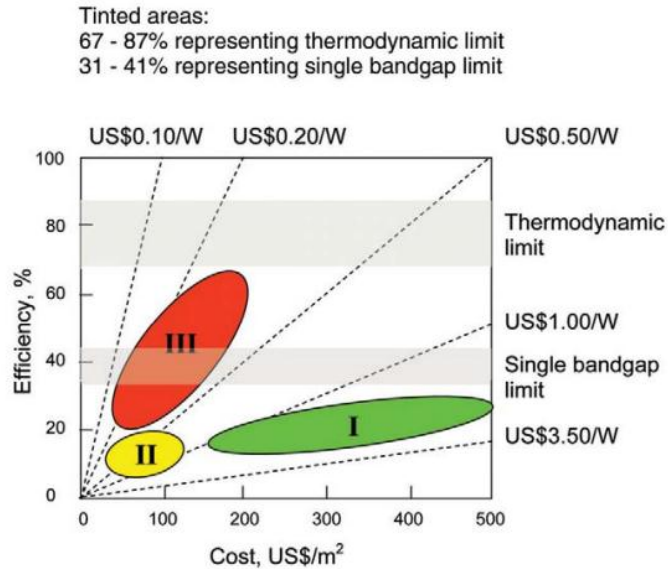 Tinted areas:
67 - 87% representing thermodynamic limit
31 - 41% representing single bandgap limit
US$0.10/W US$0.20/W US$0.50/W
100
80
60
40
20
0
Efficiency, %
Thermodynamic
limit
US$1.00/W
Single bandgap
limit
US$3.50/W
III
II
I
0 100 200 300 400 500
Cost, US$/m²